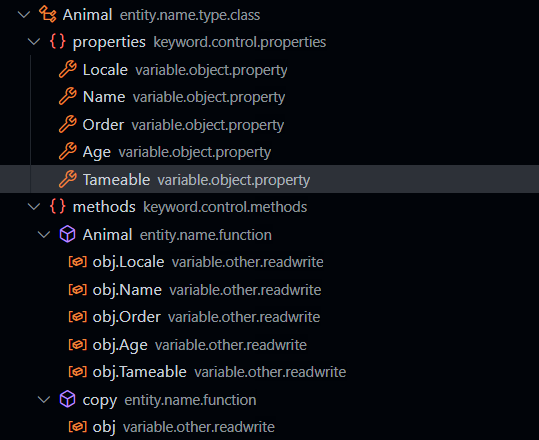 Animal entity.name.type.class
{} properties keyword.control.properties
Locale variable.object.property
Name variable.object.property
Order variable.object.property
Age variable.object.property
Tameable variable.object.property
{} methods keyword.control.methods
Animal entity.name.function
obj.Locale variable.other.readwrite
obj.Name variable.other.readwrite
obj.Order variable.other.readwrite
obj.Age variable.other.readwrite
obj.Tameable variable.other.readwrite
copy entity.name.function
obj variable.other.readwrite